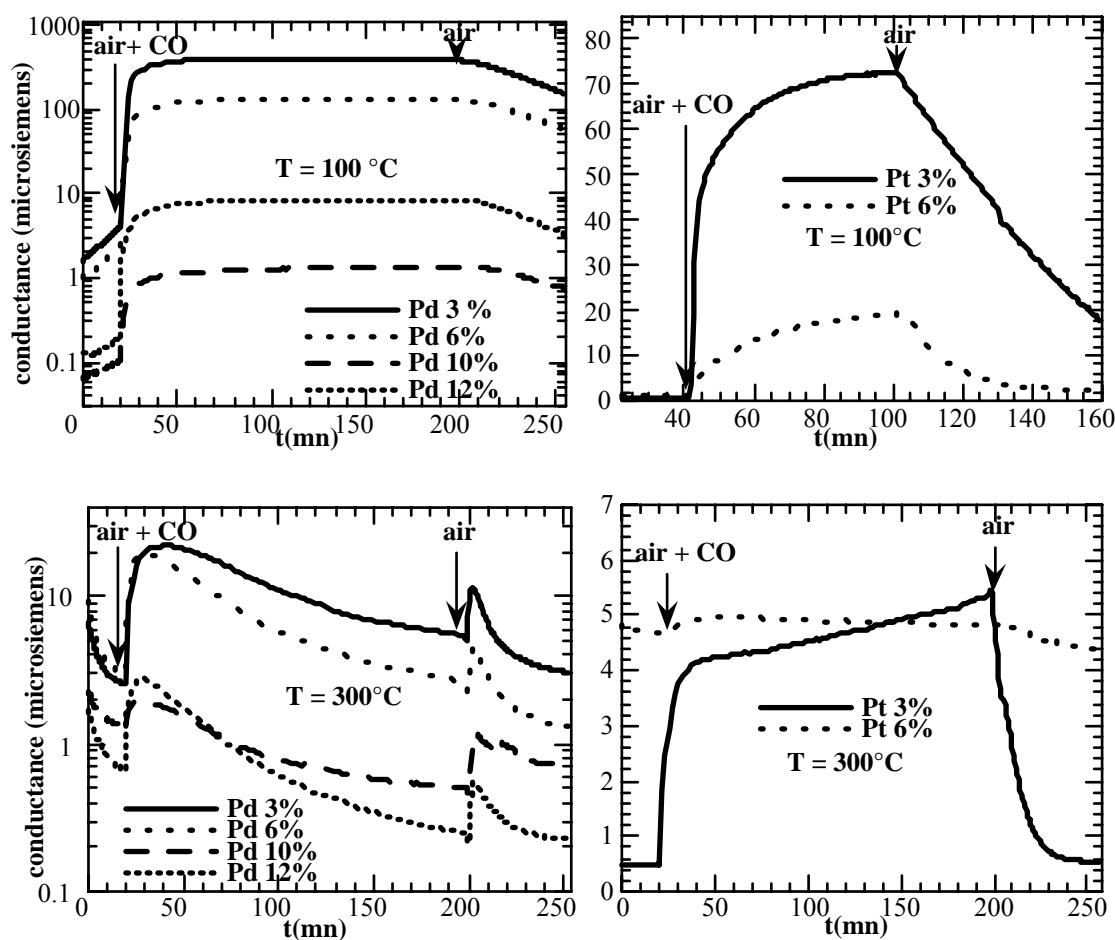 1000
100
10
1
0.1
conductance (microsiemens)
air+ CO
air
T = 100 °C
Pd 3 %
Pd 6%
Pd 10%
Pd 12%
0 50 100 150 200 250
t(mn)
80
70
60
50
40
30
20
10
0
air
air + CO
Pt 3%
Pt 6%
T = 100°C
40 60 80 100 120 140 160
t(mn)
10
1
0.1
conductance (microsiemens)
air + CO
air
T = 300°C
Pd 3%
Pd 6%
Pd 10%
Pd 12%
0 50 100 150 200 250
t(mn)
7
6
5
4
3
2
1
0
air
air + CO
Pt 3%
Pt 6%
T = 300°C
0 50 100 150 200 250
t(mn)